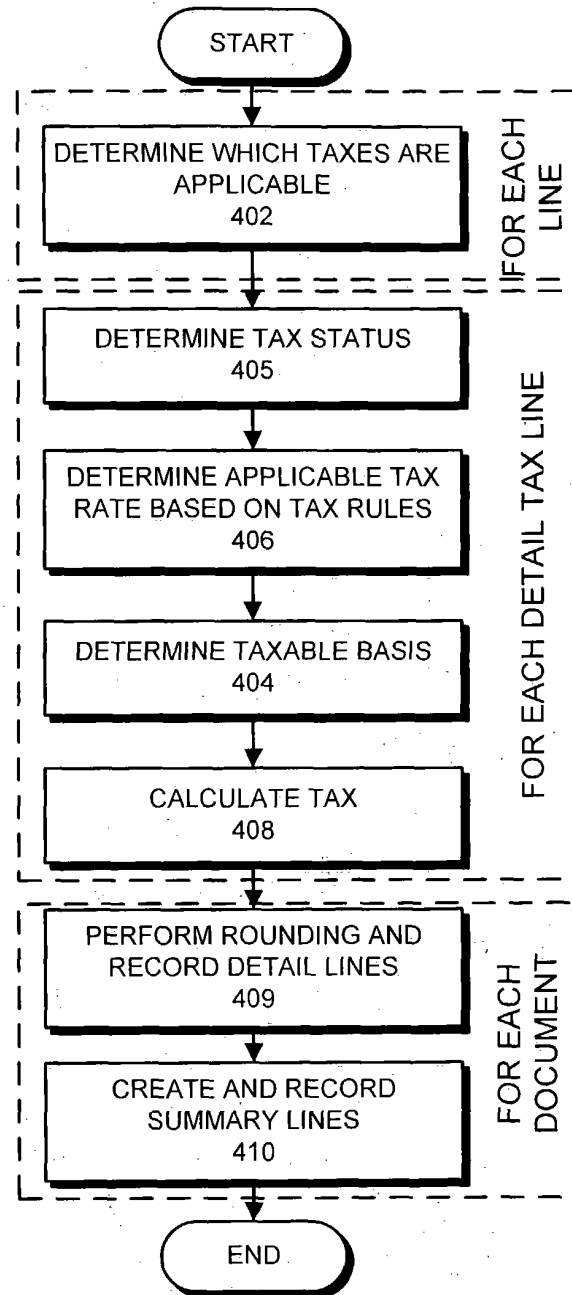 START
DETERMINE WHICH TAXES ARE
APPLICABLE
402
FOR EACH
LINE
DETERMINE TAX STATUS
405
DETERMINE APPLICABLE TAX
RATE BASED ON TAX RULES
406
DETERMINE TAXABLE BASIS
404
CALCULATE TAX
408
FOR EACH DETAIL TAX LINE
PERFORM ROUNDING AND
RECORD DETAIL LINES
409
CREATE AND RECORD
SUMMARY LINES
410
FOR EACH
DOCUMENT
END